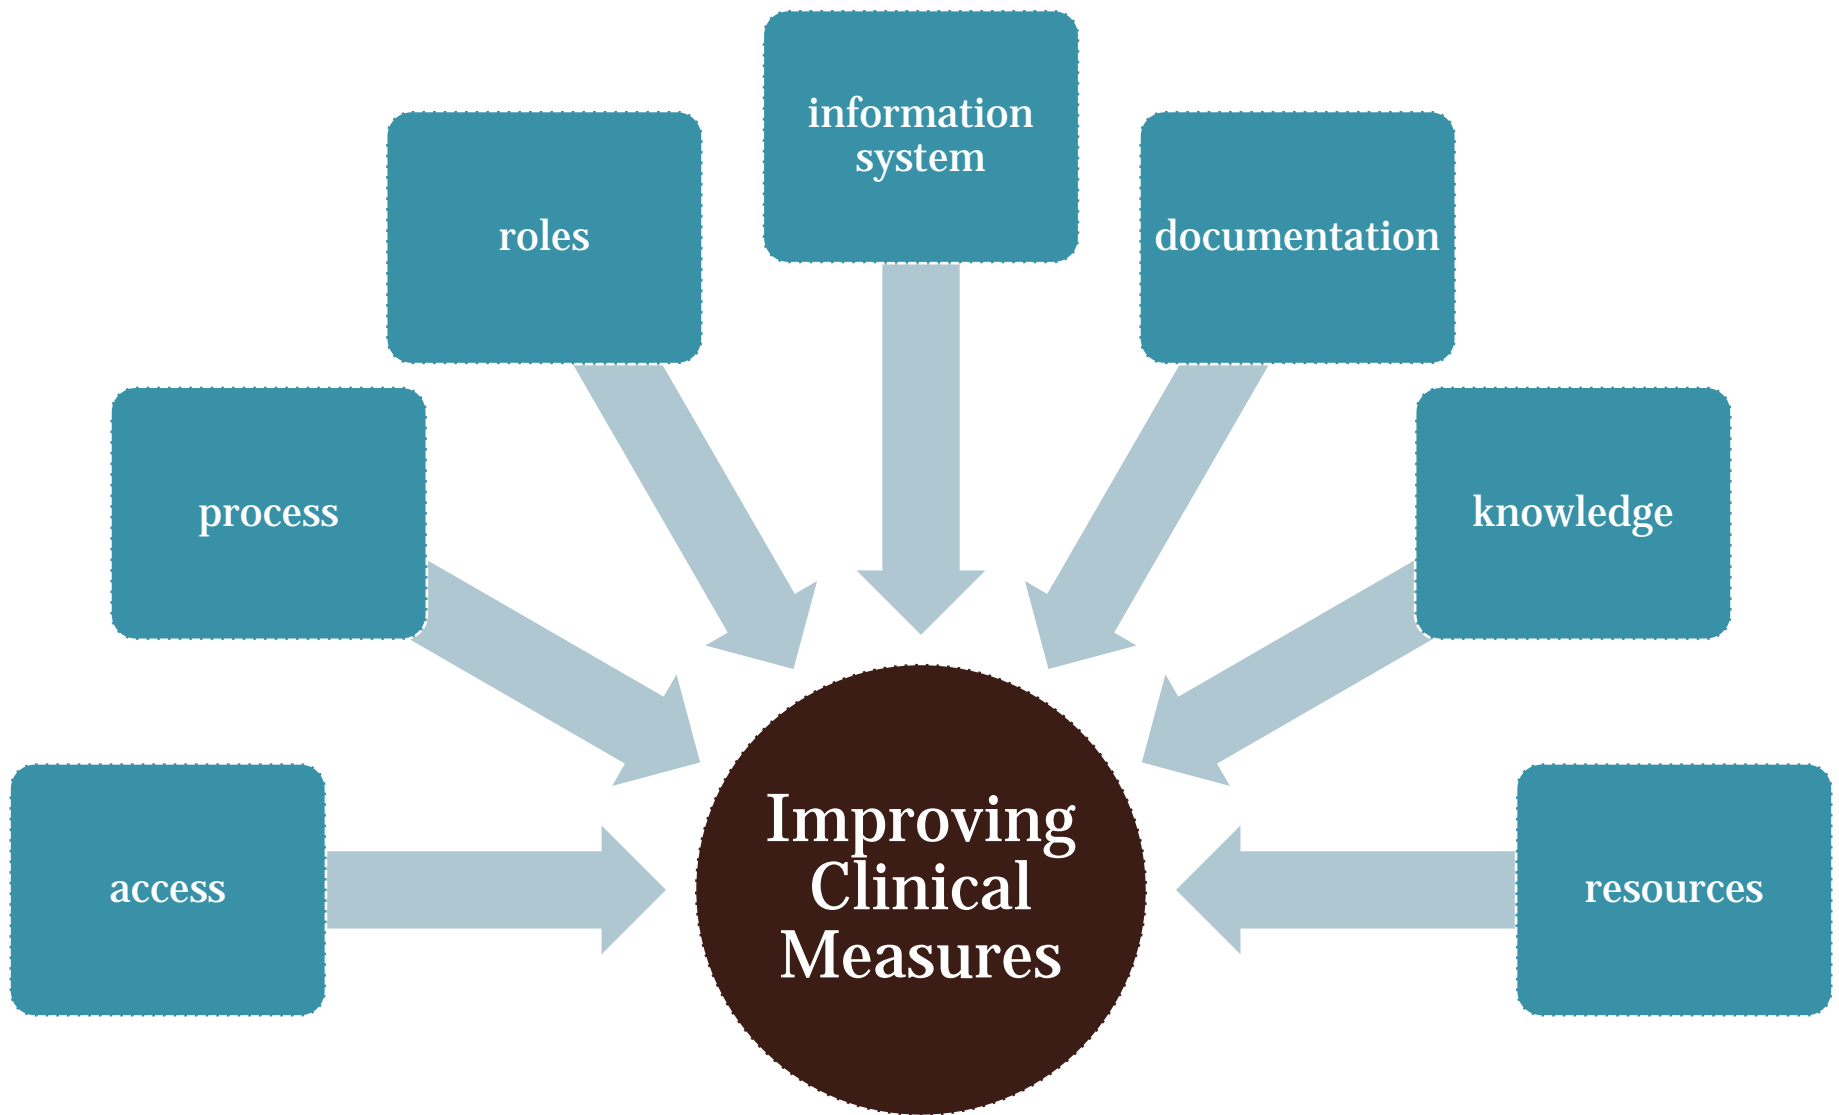 information
system
roles
documentation
process
knowledge
Improving
Clinical
Measures
access
resources